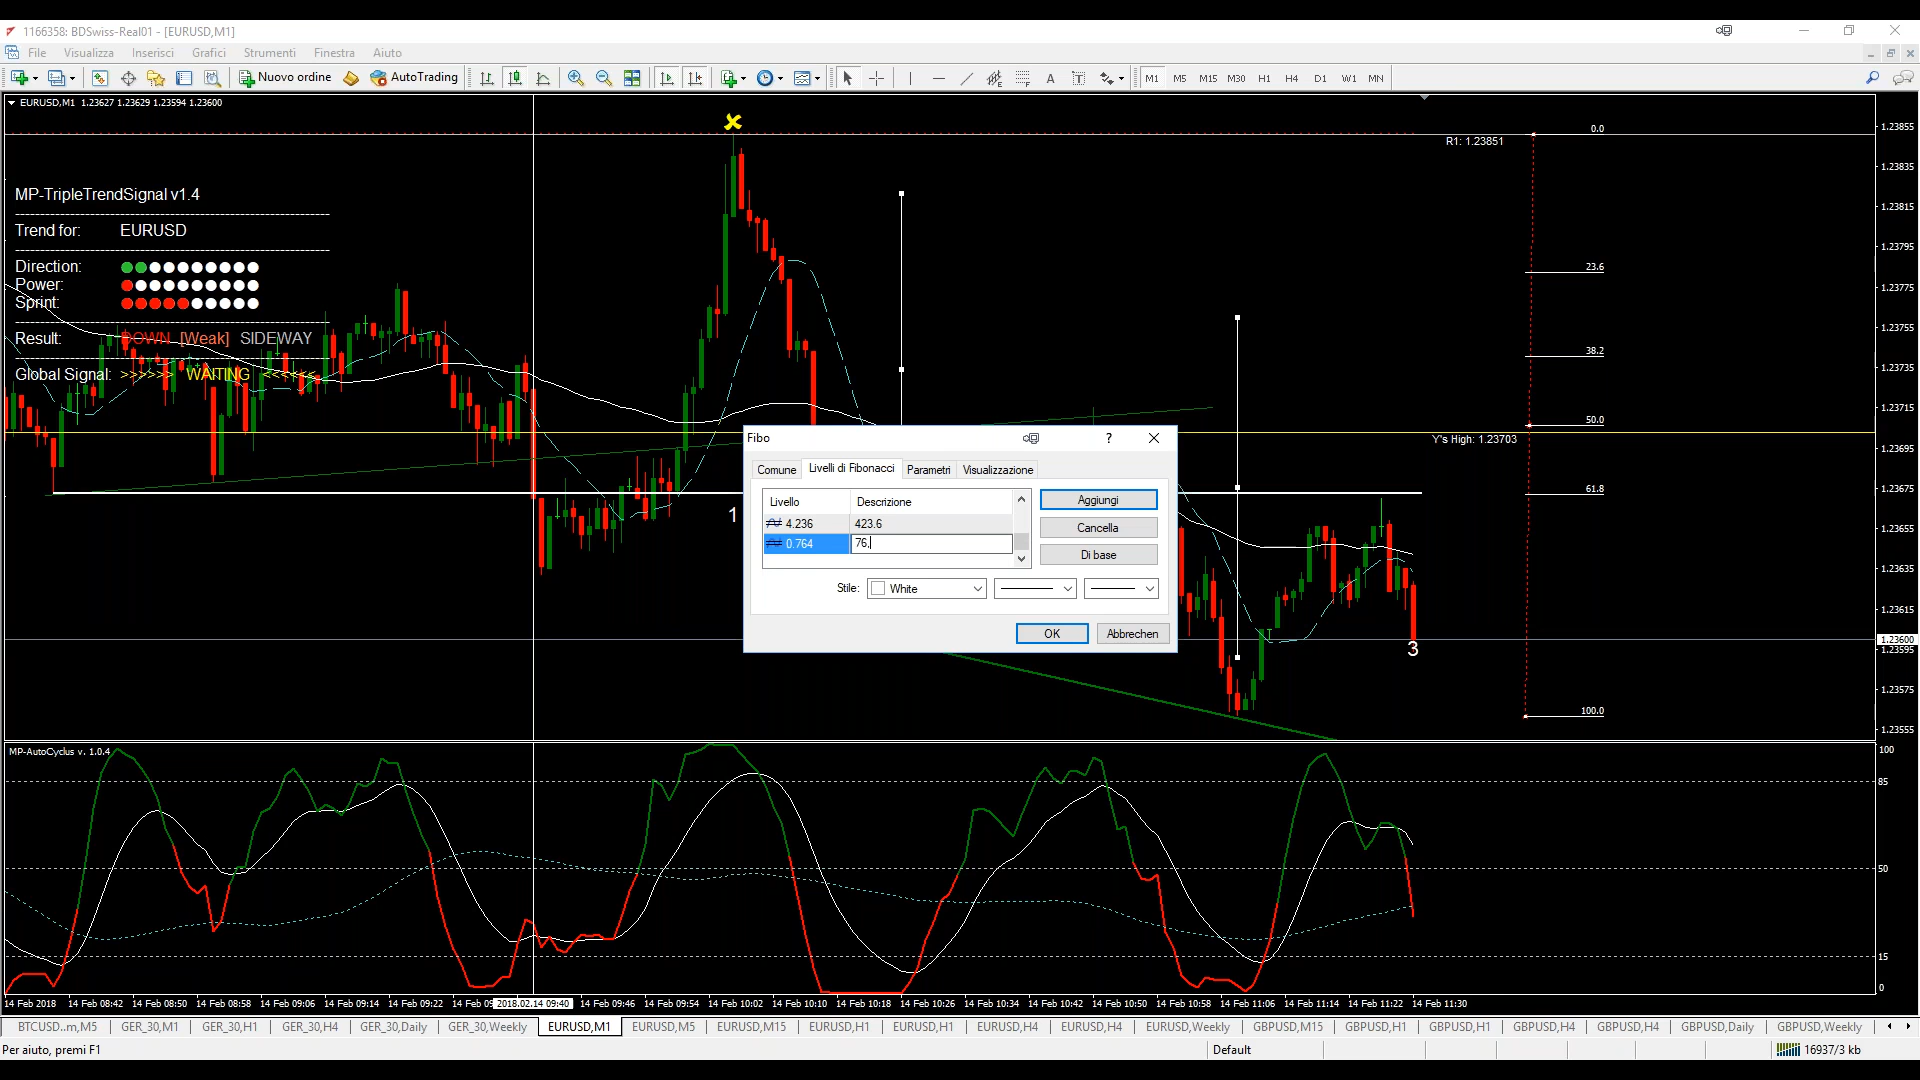 1166358: BDSwiss-Real01 - [EURUSD,M1]
File Visualizza Inserisci Grafici Strumenti Finestra Aiuto
Nuovo ordine AutoTrading A T M1 M5 M15 M30 H1 H4 D1 W1 MN
EURUSD,M1 1.23627 1.23629 1.23594 1.23600
0.0
1.23855
R1: 1.23851
1.23835
MP-TripleTrendSignal v1.4
1.23815
Trend for: EURUSD
1.23795
Direction:
23.6
Power:
1.23775
Sprint:
1.23755
Result: DOWN [Weak] SIDEWAY
38.2
1.23735
Global Signal: >>>>>> WAITING <<<<<<
1.23715
50.0
Y's High: 1.23703
1.23695
61.8
1.23675
1
1.23655
1.23635
1.23615
1.23600
3
1.23595
1.23575
100.0
1.23555
Fibo ?
Comune Livelli di Fibonacci Parametri Visualizzazione
Livello Descrizione
4.236 423.6
0.764 76.
Aggiungi
Cancella
Di base
Stile: White
OK Abbrechen
MP-AutoCyclus v. 1.0.4
100
85
50
15
0
14 Feb 2018 14 Feb 08:42 14 Feb 08:50 14 Feb 08:58 14 Feb 09:06 14 Feb 09:14 14 Feb 09:22 14 Feb 09 2018.02.14 09:40 14 Feb 09:46 14 Feb 09:54 14 Feb 10:02 14 Feb 10:10 14 Feb 10:18 14 Feb 10:26 14 Feb 10:34 14 Feb 10:42 14 Feb 10:50 14 Feb 10:58 14 Feb 11:06 14 Feb 11:14 14 Feb 11:22 14 Feb 11:30
BTCUSD..m,M5 GER_30,M1 GER_30,H1 GER_30,H4 GER_30,Daily GER_30,Weekly EURUSD,M1 EURUSD,M5 EURUSD,M15 EURUSD,H1 EURUSD,H1 EURUSD,H4 EURUSD,H4 EURUSD,Weekly GBPUSD,M15 GBPUSD,H1 GBPUSD,H1 GBPUSD,H4 GBPUSD,H4 GBPUSD,Daily GBPUSD,Weekly
Per aiuto, premi F1 Default 16937/3 kb